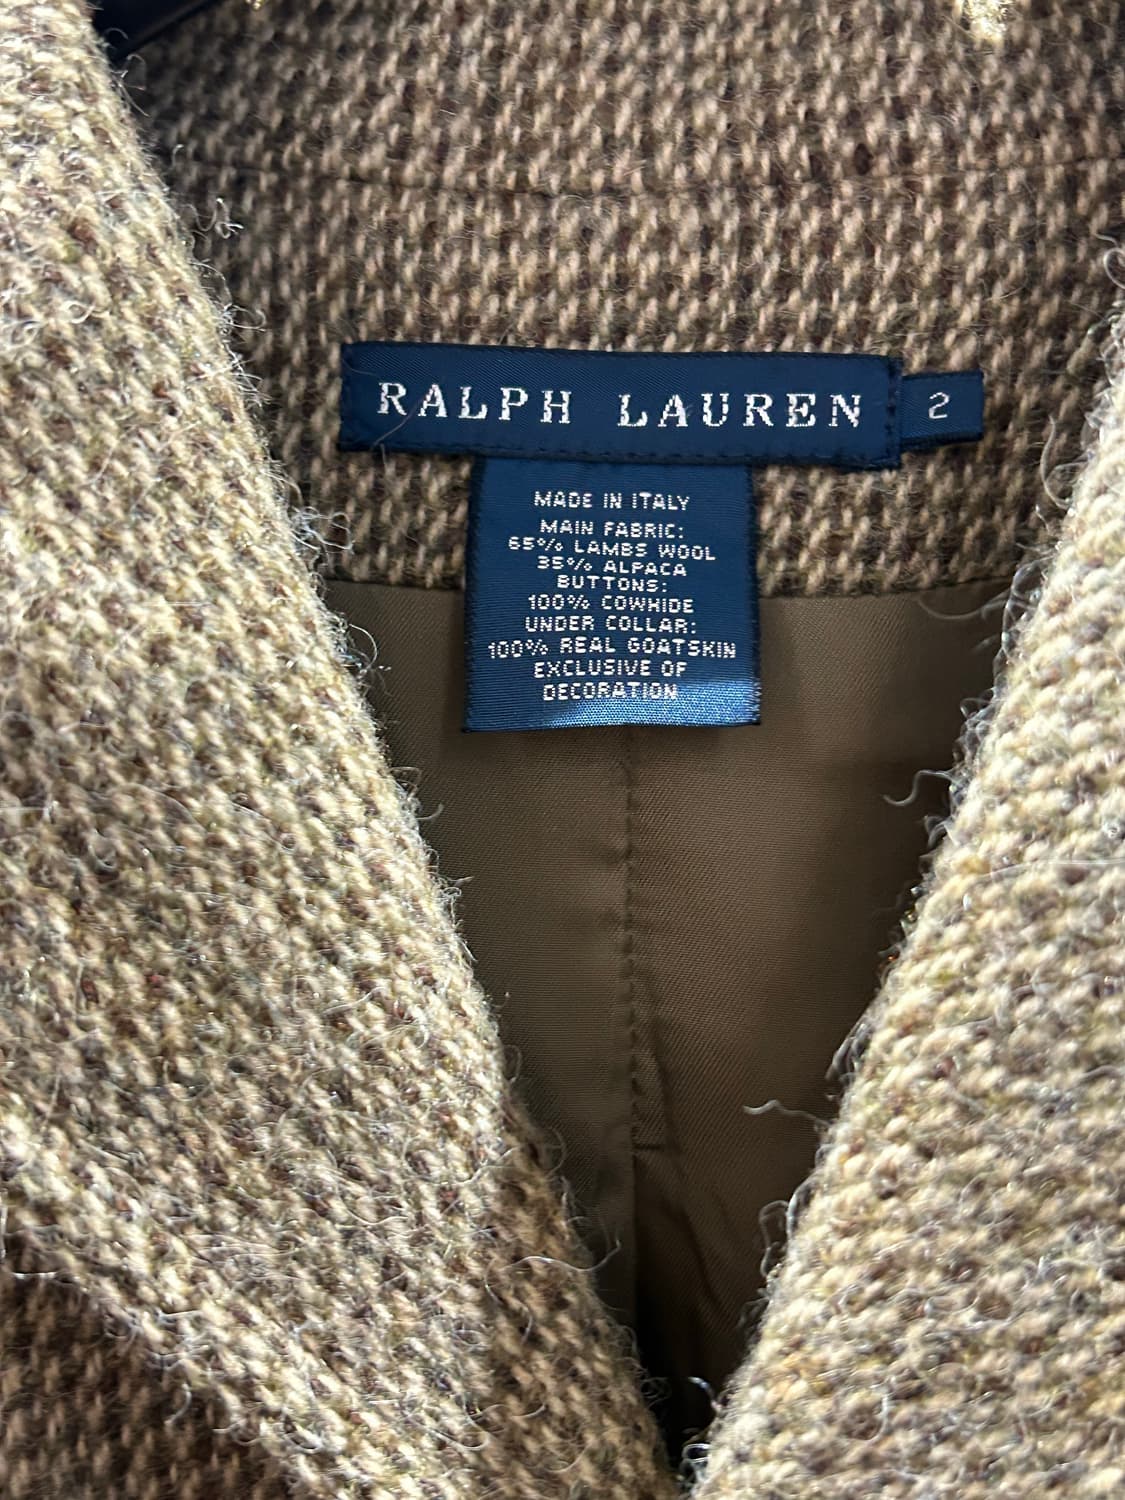 RALPH LAUREN
2
MADE IN ITALY
MAIN FABRIC:
65% LAMBS WOOL
35% ALPACA
BUTTONS:
100% COWHIDE
UNDER COLLAR:
100% REAL GOATSKIN
EXCLUSIVE OF
DECORATION